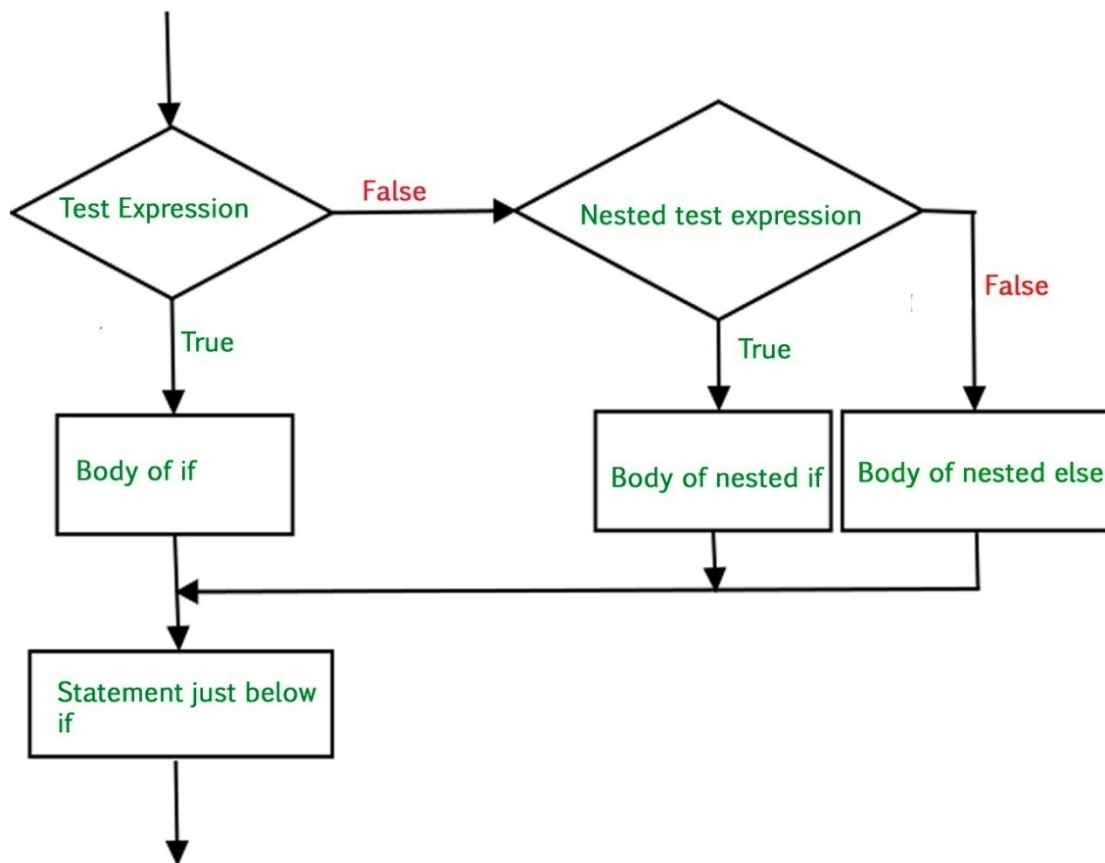 False
Test Expression
Nested test expression
False
True
True
Body of if
Body of nested if
Body of nested else
Statement just below
if